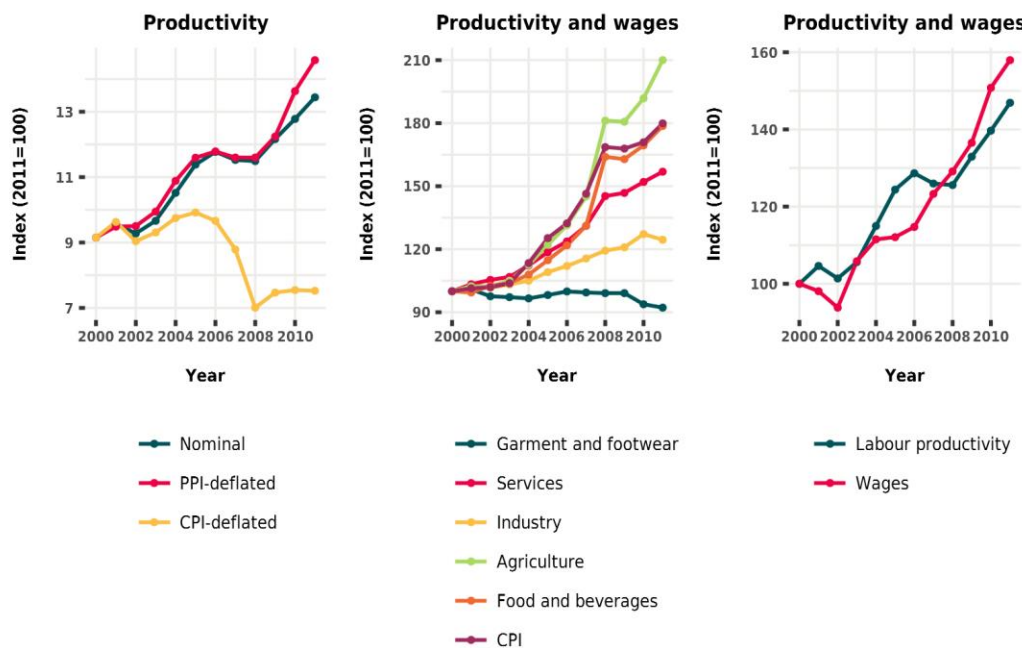 Productivity
Index (2011=100)
13
11
9
7
2000 2002 2004 2006 2008 2010
Year
Nominal
PPI-deflated
CPI-deflated
Productivity and wages
Index (2011=100)
210
180
150
120
90
2000 2002 2004 2006 2008 2010
Year
Garment and footwear
Services
Industry
Agriculture
Food and beverages
CPI
Productivity and wages
Index (2011=100)
160
140
120
100
2000 2002 2004 2006 2008 2010
Year
Labour productivity
Wages